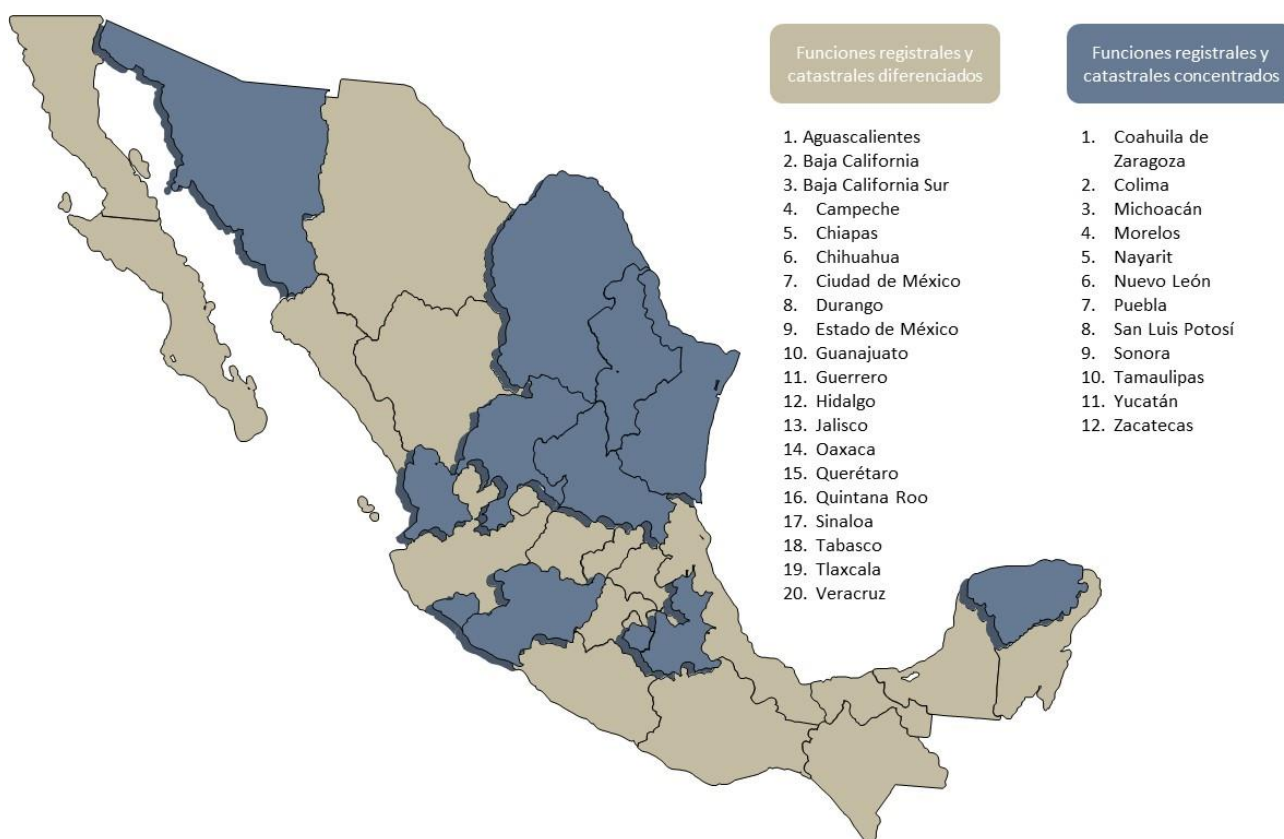 Funciones registrales y
catastrales diferenciados
1. Aguascalientes
2. Baja California
3. Baja California Sur
4. Campeche
5. Chiapas
6. Chihuahua
7. Ciudad de México
8. Durango
9. Estado de México
10. Guanajuato
11. Guerrero
12. Hidalgo
13. Jalisco
14. Oaxaca
15. Querétaro
16. Quintana Roo
17. Sinaloa
18. Tabasco
19. Tlaxcala
20. Veracruz
Funciones registrales y
catastrales concentrados
1. Coahuila de
Zaragoza
2. Colima
3. Michoacán
4. Morelos
5. Nayarit
6. Nuevo León
7. Puebla
8. San Luis Potosí
9. Sonora
10. Tamaulipas
11. Yucatán
12. Zacatecas